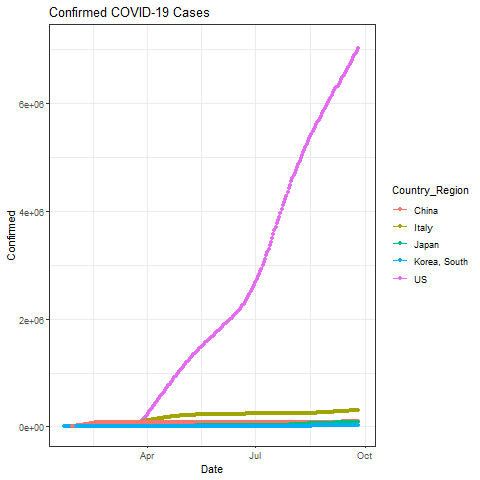 Confirmed COVID-19 Cases
Confirmed
6e+06
4e+06
2e+06
0e+00
Apr
Jul
Oct
Date
Country_Region
China
Italy
Japan
Korea, South
US